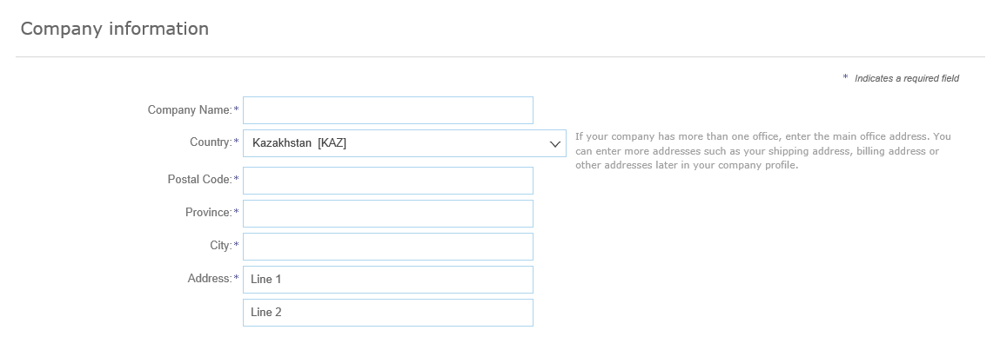 Company information
* Indicates a required field
Company Name:*
Country:* Kazakhstan [KAZ]
If your company has more than one office, enter the main office address. You
can enter more addresses such as your shipping address, billing address or
other addresses later in your company profile.
Postal Code:*
Province:*
City:*
Address:* Line 1
Line 2